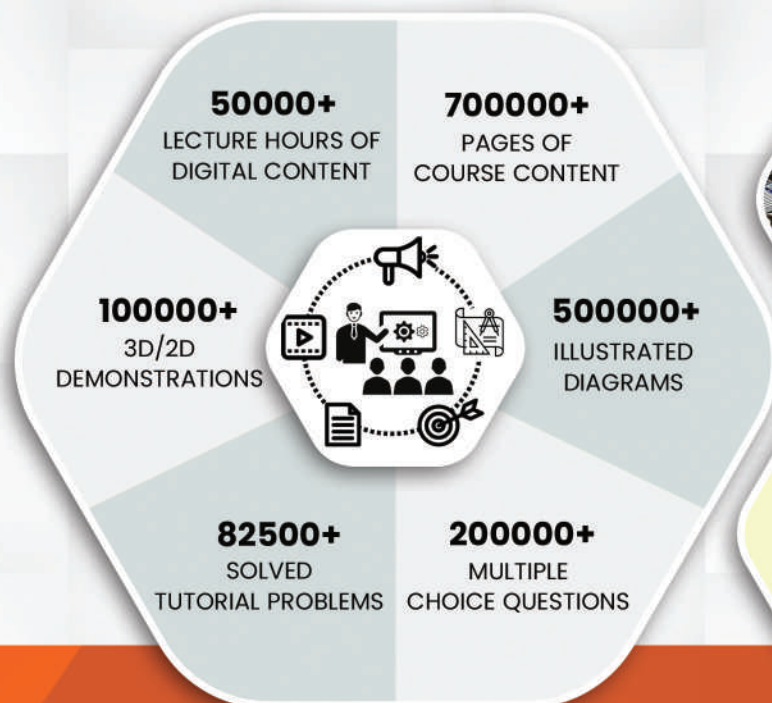 50000+
LECTURE HOURS OF
DIGITAL CONTENT
700000+
PAGES OF
COURSE CONTENT
100000+
3D/2D
DEMONSTRATIONS
500000+
ILLUSTRATED
DIAGRAMS
82500+
SOLVED
TUTORIAL PROBLEMS
200000+
MULTIPLE
CHOICE QUESTIONS